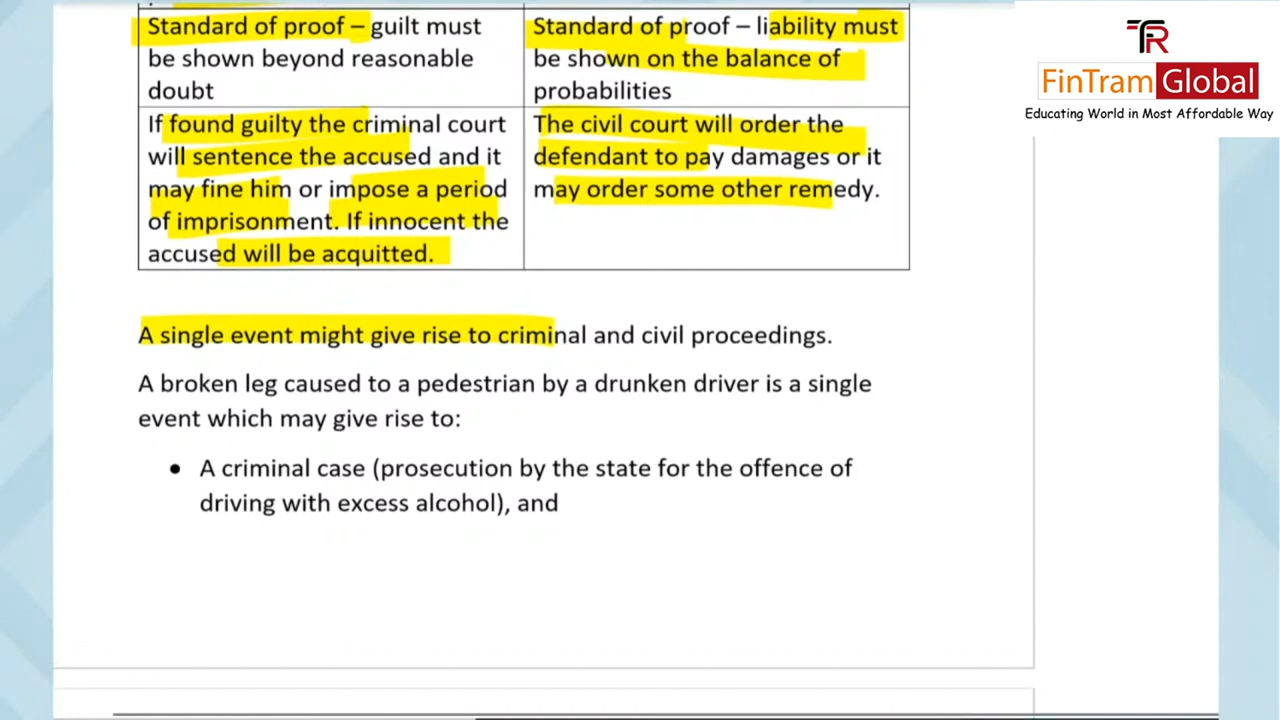 Standard of proof – guilt must
be shown beyond reasonable
doubt
Standard of proof – liability must
be shown on the balance of
probabilities
If found guilty the criminal court
will sentence the accused and it
may fine him or impose a period
of imprisonment. If innocent the
accused will be acquitted.
The civil court will order the
defendant to pay damages or it
may order some other remedy.
A single event might give rise to criminal and civil proceedings.
A broken leg caused to a pedestrian by a drunken driver is a single
event which may give rise to:
• A criminal case (prosecution by the state for the offence of
driving with excess alcohol), and
FinTram Global
Educating World in Most Affordable Way